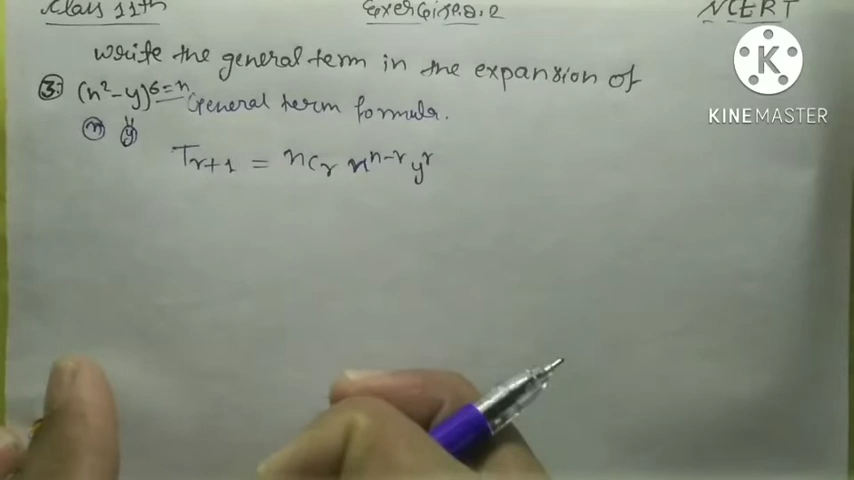 Class 11th Exercise.8.2 NCERT
Write the general term in the expansion of
3. (x²-y)⁶=n General term formula.
x y
Tr+1 = nCr xn-r yr
K
KINEMASTER